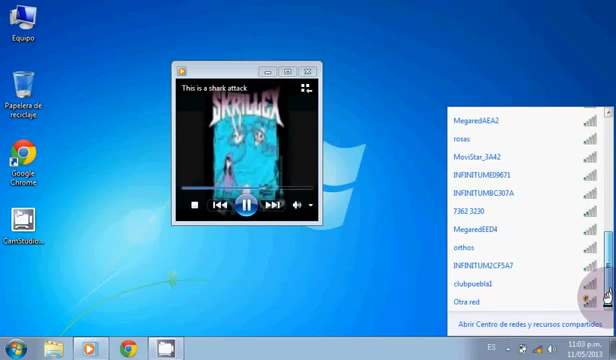 Equipo
Papelera de
reciclaje
Google
Chrome
CamStudio...
This is a shark attack
SKRILLEX
MegaredAEA2
rosas
MoviStar_3A42
INFINITUME09671
INFINITUMBC307A
7362 3230
MegaredEED4
orthos
INFINITUM2CF5A7
clubpuebla1
Otra red
Abrir Centro de redes y recursos compartidos
ES
11:03 p.m.
11/05/2013